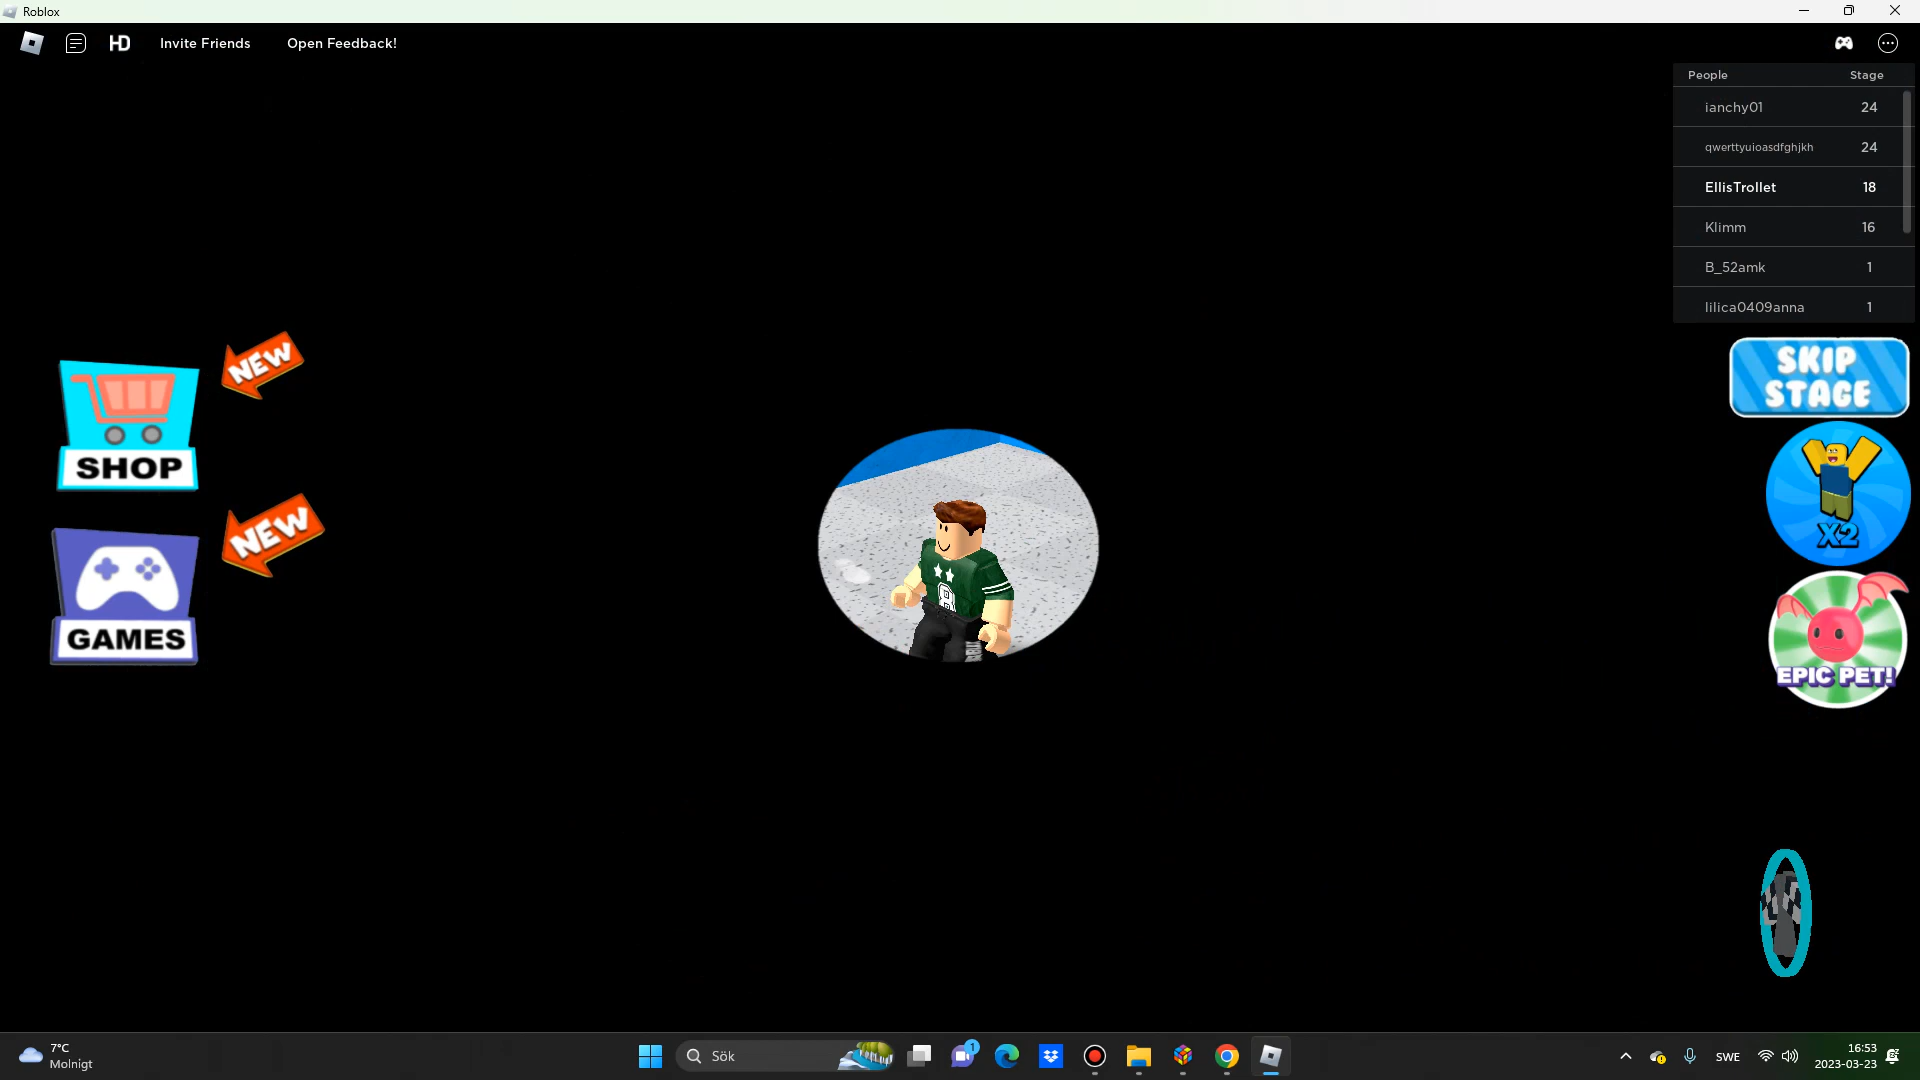 Roblox
HD Invite Friends Open Feedback!
People Stage
ianchy01 24
qwerttyuioasdfghjkh 24
EllisTrollet 18
Klimm 16
B_52amk 1
lilica0409anna 1
NEW
SHOP
NEW
GAMES
SKIP
STAGE
X2
EPIC PET!
7°C
Molnigt
Sök
1
SWE
16:53
2023-03-23